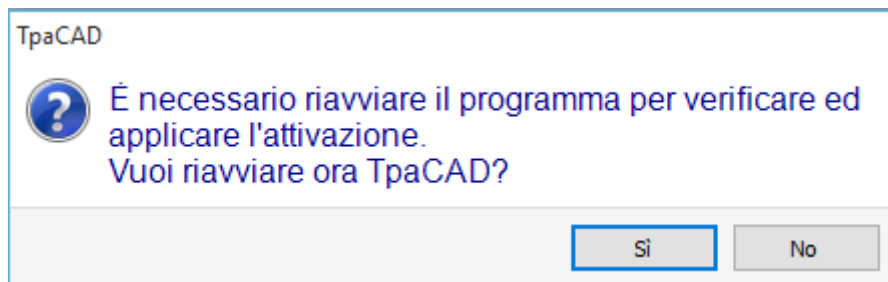 TpaCAD
È necessario riavviare il programma per verificare ed
applicare l'attivazione.
Vuoi riavviare ora TpaCAD?
Sì
No